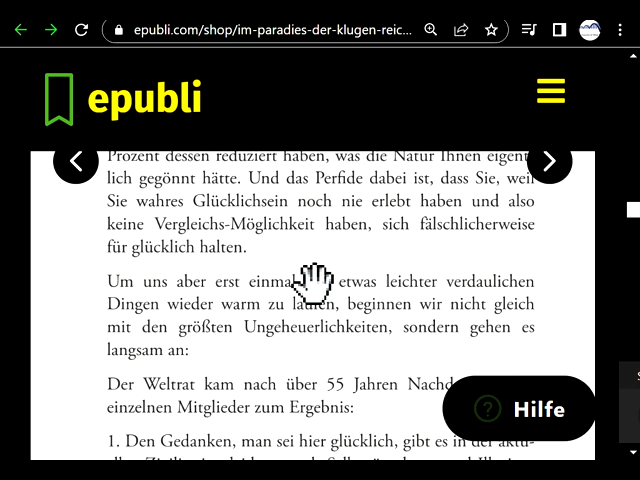 epubli.com/shop/im-paradies-der-klugen-reic...
epubli
Prozent dessen reduziert haben, was die Natur Ihnen eigent-
lich gegönnt hätte. Und das Perfide dabei ist, dass Sie, weil
Sie wahres Glücklichsein noch nie erlebt haben und also
keine Vergleichs-Möglichkeit haben, sich fälschlicherweise
für glücklich halten.
Um uns aber erst einmal etwas leichter verdaulichen
Dingen wieder warm zu laufen, beginnen wir nicht gleich
mit den größten Ungeheuerlichkeiten, sondern gehen es
langsam an:
Der Weltrat kam nach über 55 Jahren
einzelnen Mitglieder zum Ergebnis:
Hilfe
1. Den Gedanken, man sei hier glücklich, gibt es in der aktu-